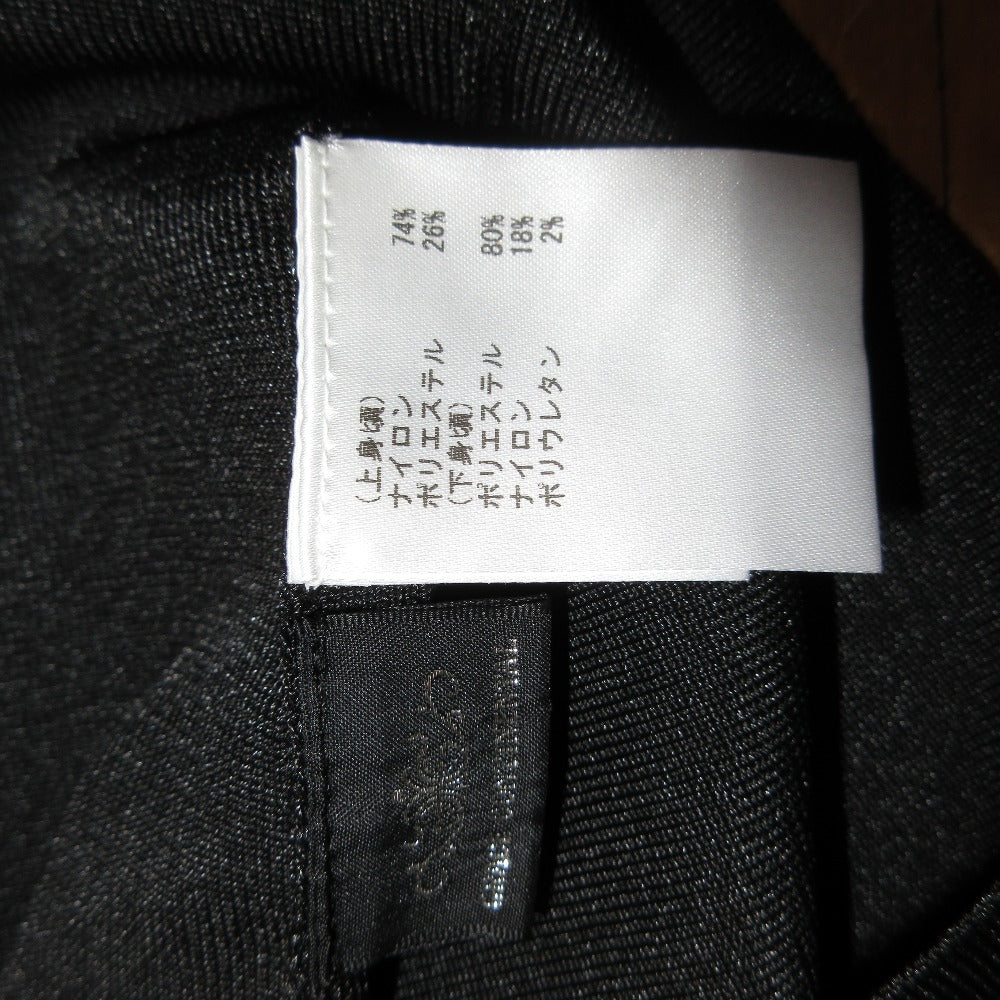 (上身頃)
ナイロン 74%
ポリエステル 26%
(下身頃)
ポリエステル 80%
ナイロン 18%
ポリウレタン 2%